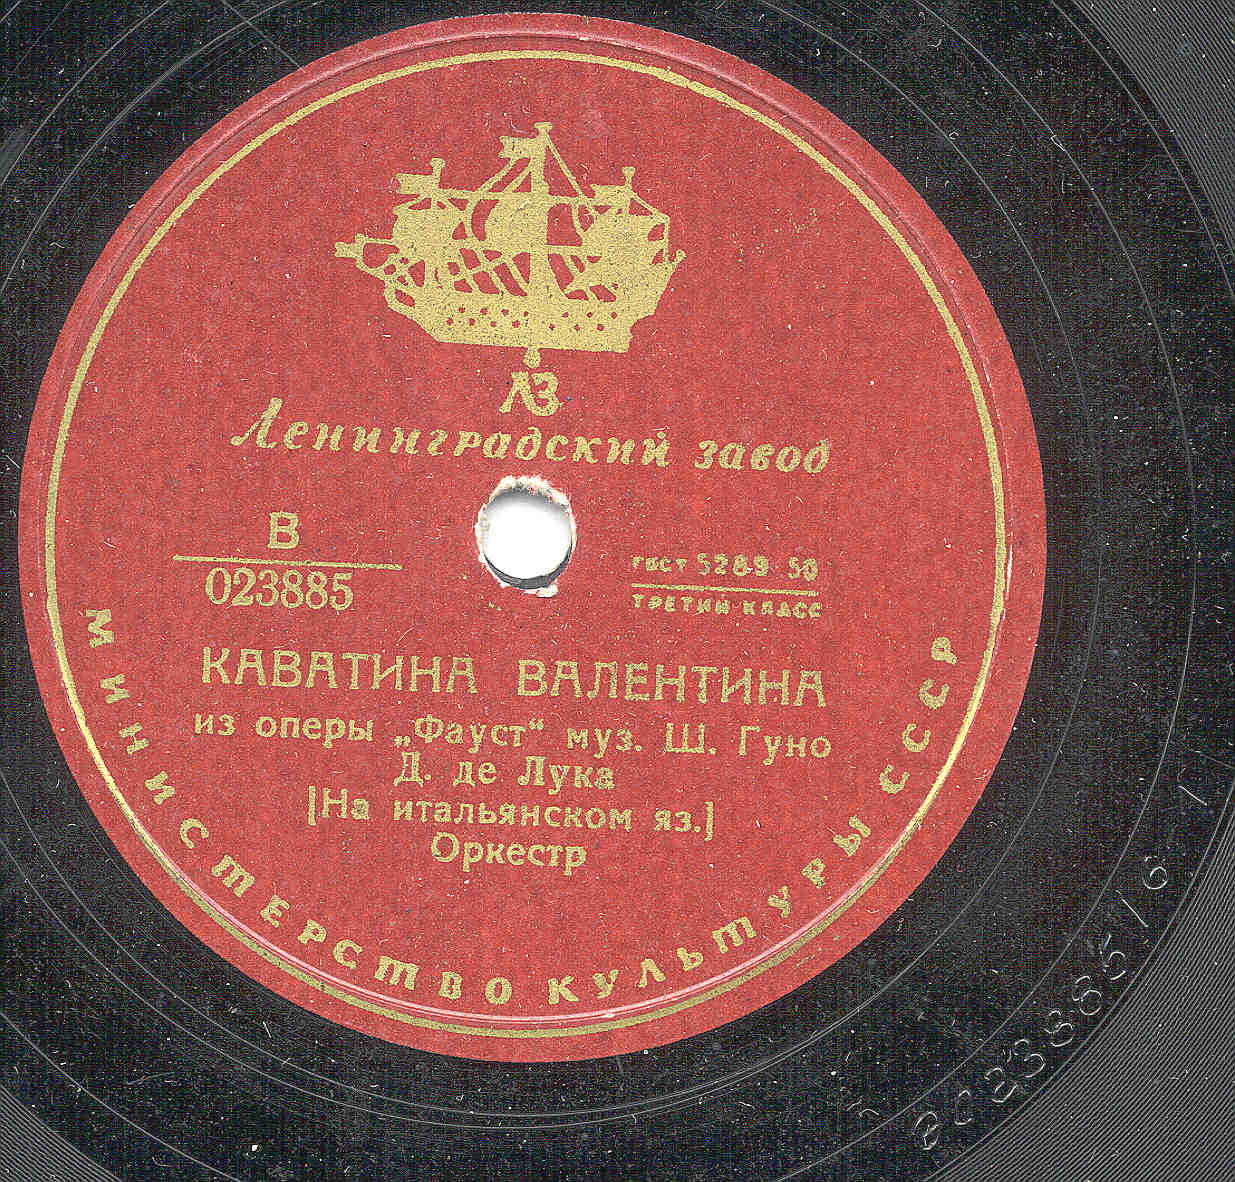 ЛЗ
Ленинградский завод
В
023885
ГОСТ 5289-50
ТРЕТИЙ КЛАСС
КАВАТИНА ВАЛЕНТИНА
из оперы „Фауст“ муз. Ш. Гуно
Д. де Лука
[На итальянском яз.]
Оркестр
МИНИСТЕРСТВО КУЛЬТУРЫ СССР